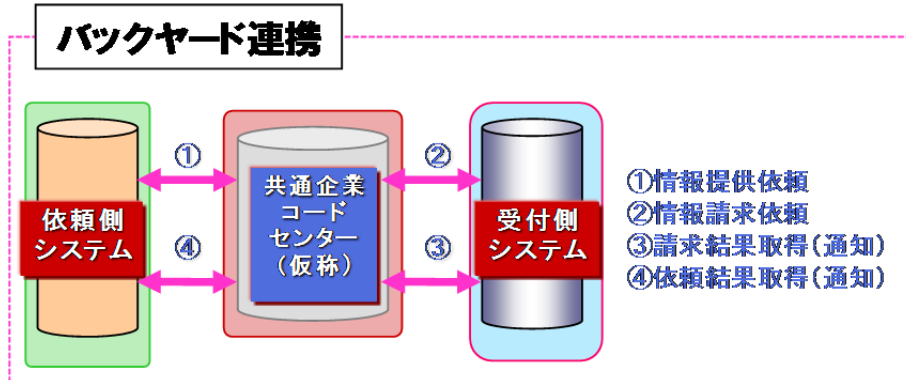 バックヤード連携
①
②
依頼側
システム
共通企業
コード
センター
（仮称）
受付側
システム
④
③
①情報提供依頼
②情報請求依頼
③請求結果取得（通知）
④依頼結果取得（通知）